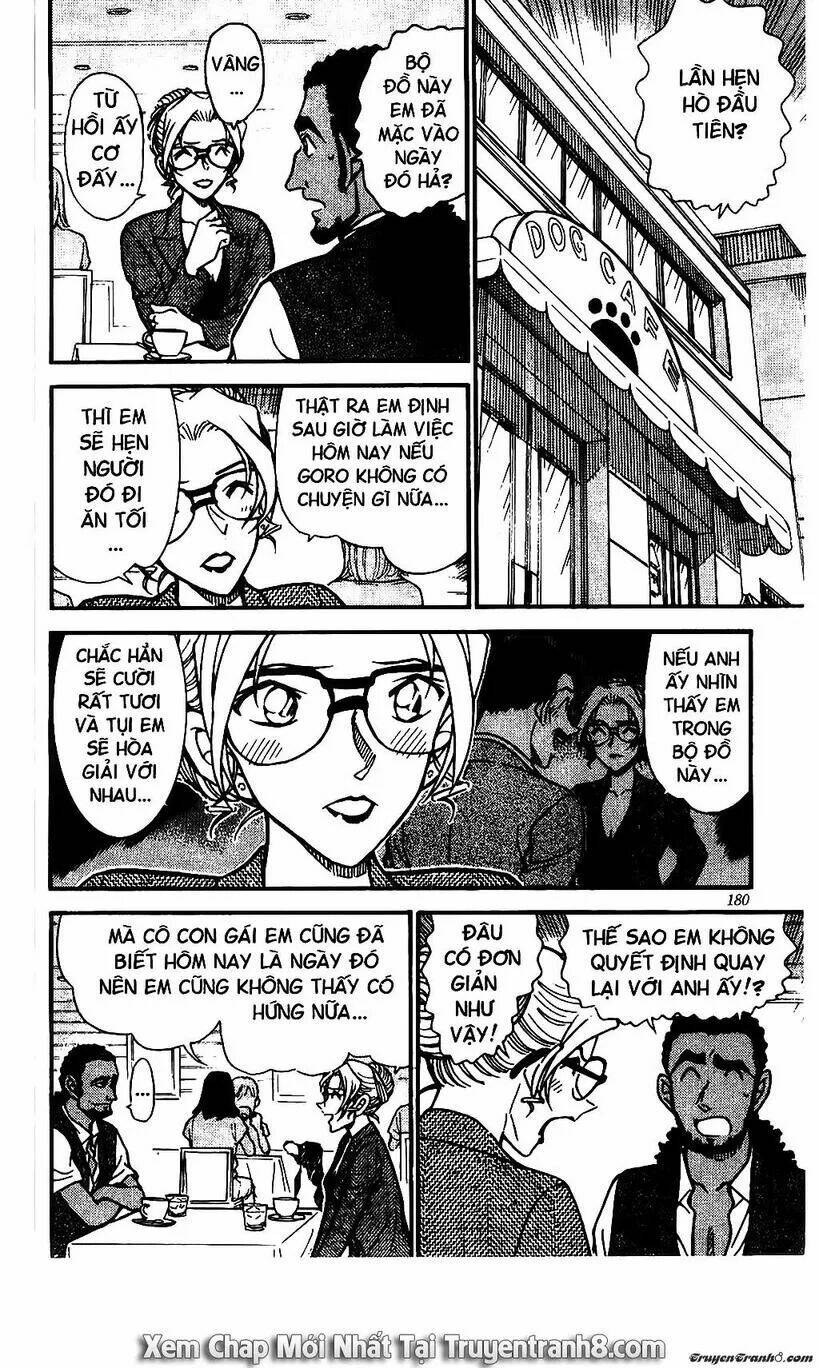 LẦN HẸN
HÒ ĐẦU
TIÊN?
DOG CAFE
BỘ
ĐỒ NÀY
EM ĐÃ
MẶC VÀO
NGÀY
ĐÓ HẢ?
VÂNG
...
TỪ
HỒI ẤY
CƠ
ĐẤY...
THẬT RA EM ĐỊNH
SAU GIỜ LÀM VIỆC
HÔM NAY NẾU
GORO KHÔNG CÓ
CHUYỆN GÌ NỮA...
THÌ EM
SẼ HẸN
NGƯỜI
ĐÓ ĐI
ĂN TỐI
...
NẾU ANH
ẤY NHÌN
THẤY EM
TRONG
BỘ ĐỒ
NÀY...
CHẮC HẲN
SẼ CƯỜI
RẤT TƯƠI
VÀ TỤI EM
SẼ HÒA
GIẢI VỚI
NHAU...
180
THẾ SAO EM KHÔNG
QUYẾT ĐỊNH QUAY
LẠI VỚI ANH ẤY!?
ĐÂU
CÓ ĐƠN
GIẢN
NHƯ
VẬY!
MÀ CÔ CON GÁI EM CŨNG ĐÃ
BIẾT HÔM NAY LÀ NGÀY ĐÓ
NÊN EM CŨNG KHÔNG THẤY CÓ
HỨNG NỮA...
....
Xem Chap Mới Nhất Tại Truyentranh8.com
TruyenTranh8.com